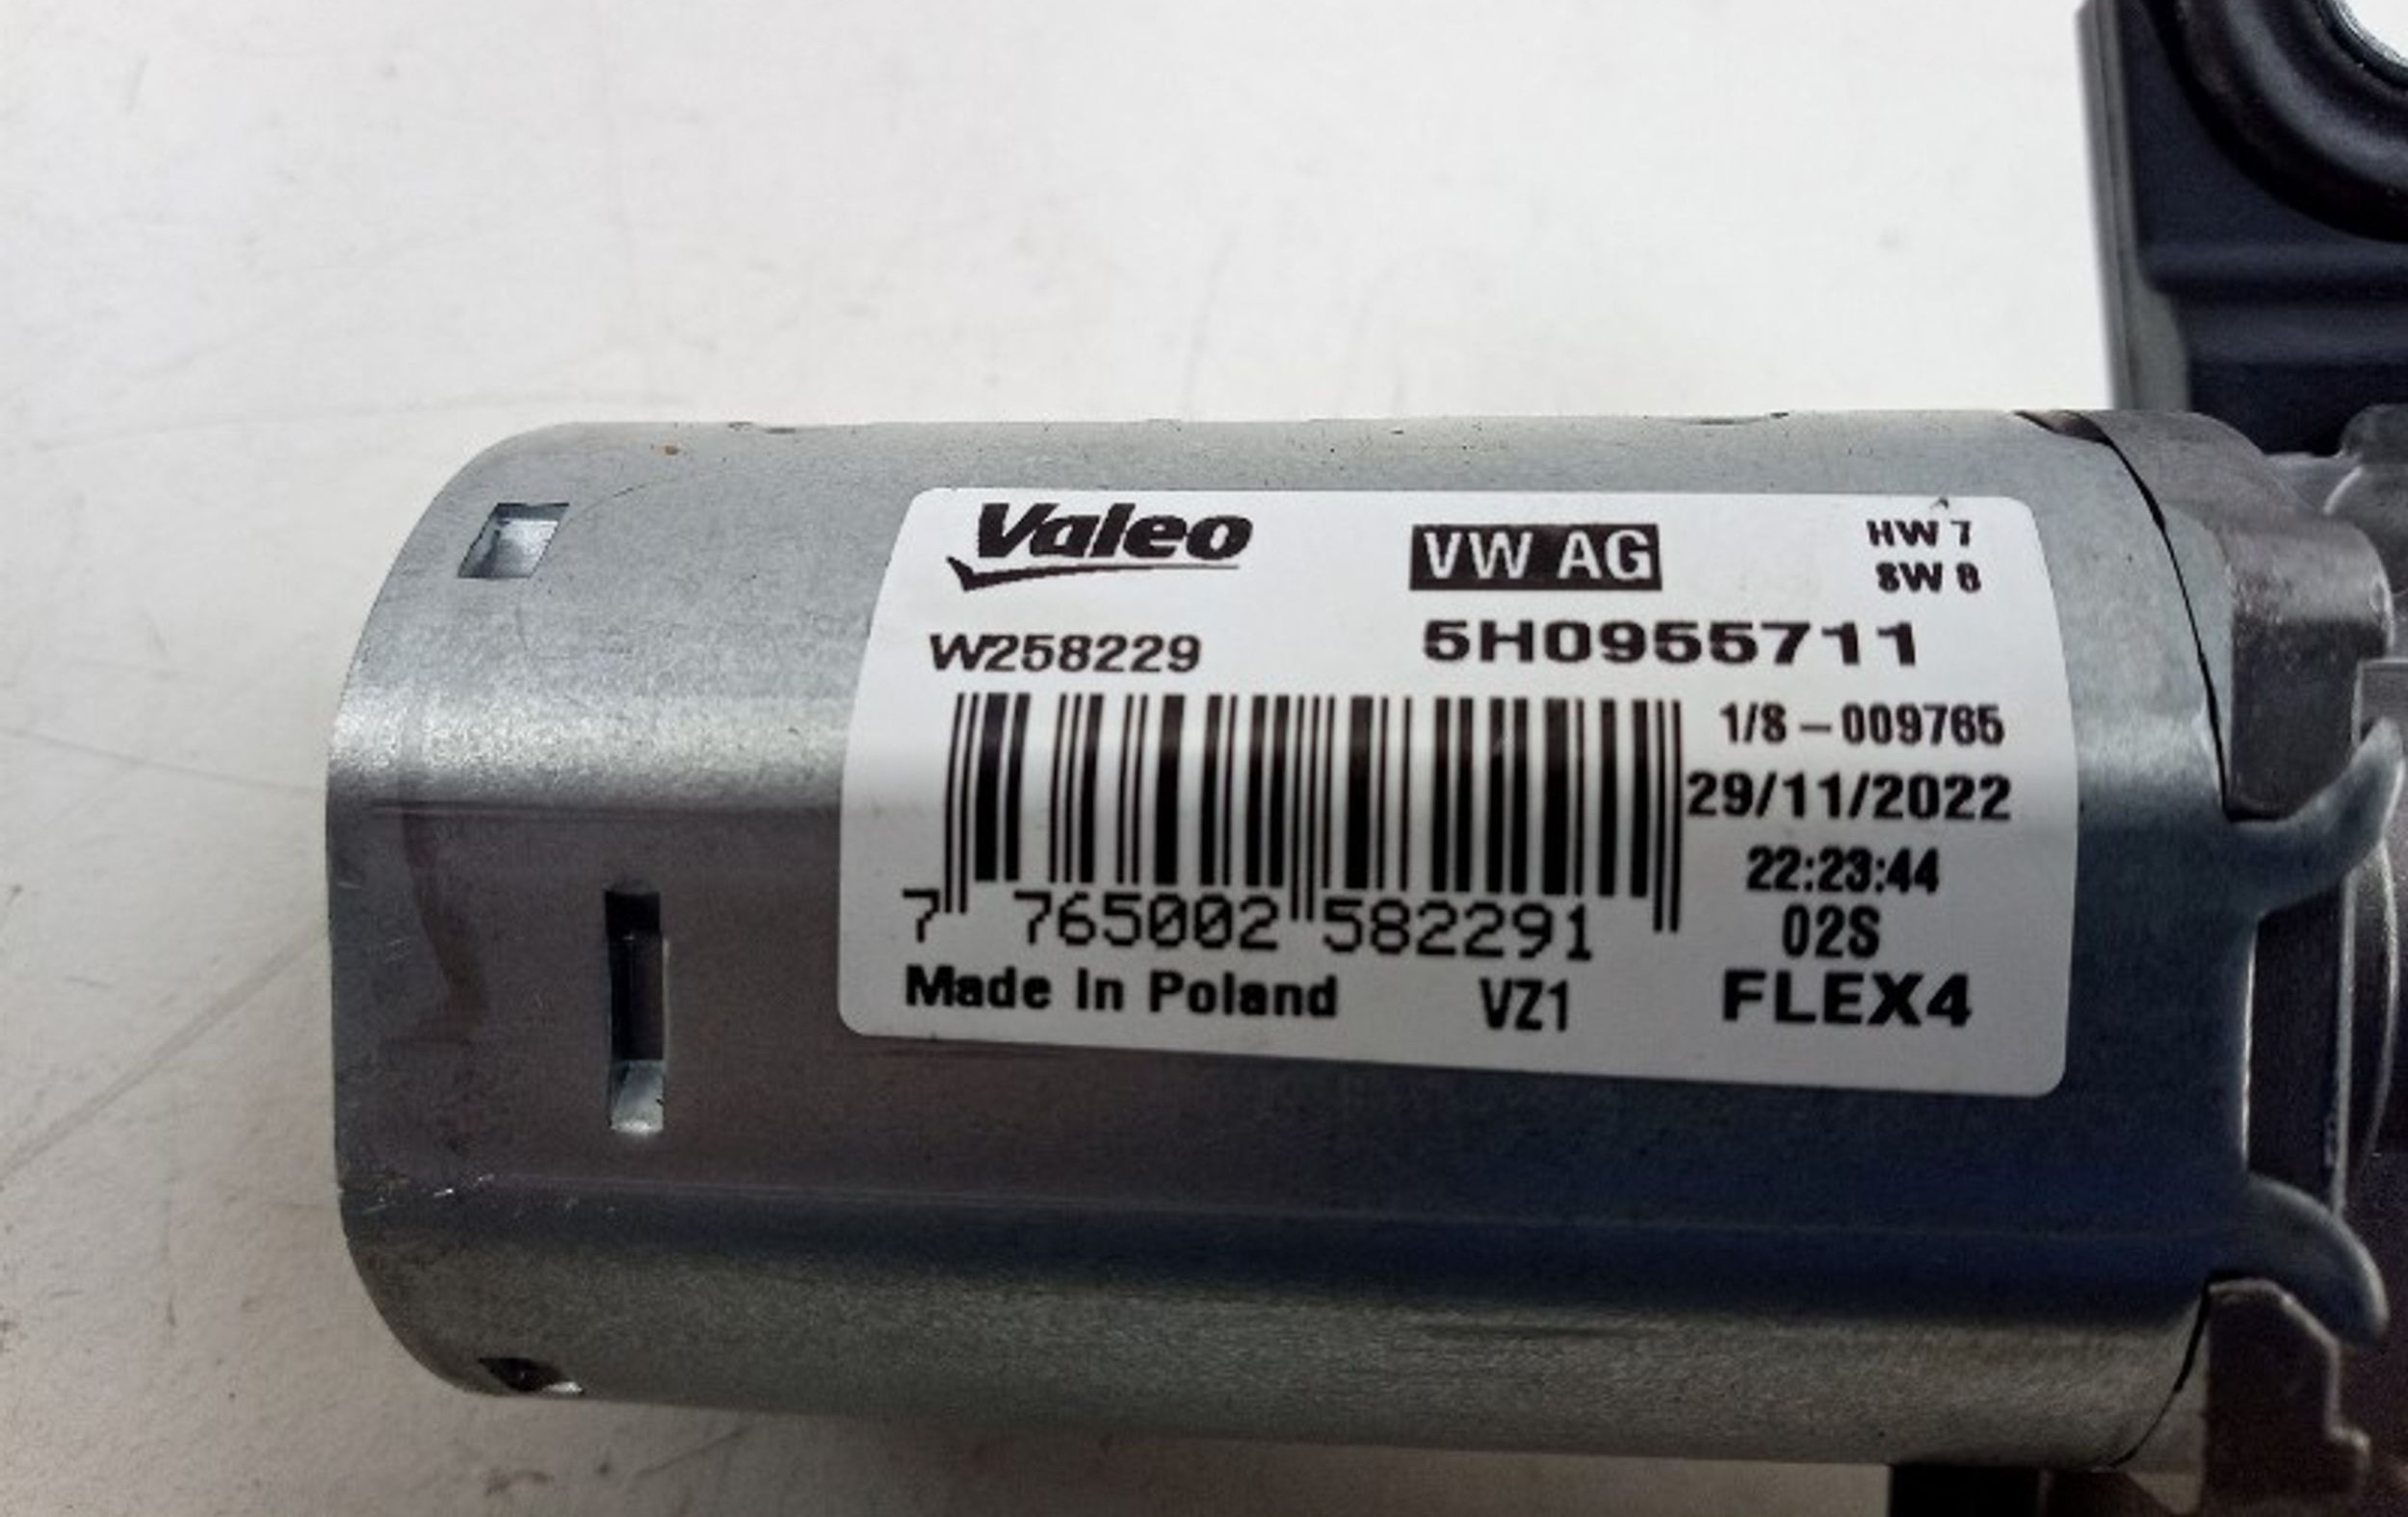 Valeo
VW AG
HW 7
SW 8
W258229
5H0955711
1/8 - 009765
29/11/2022
22:23:44
7 765002 582291
02S
Made In Poland
VZ1
FLEX4